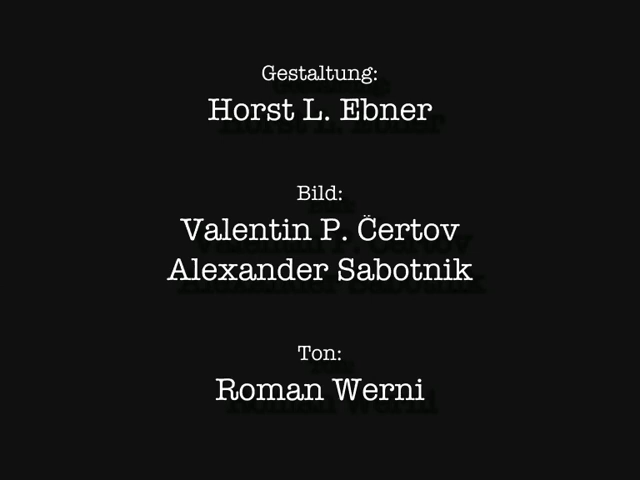 Gestaltung:
Horst L. Ebner
Bild:
Valentin P. Čertov
Alexander Sabotnik
Ton:
Roman Werni